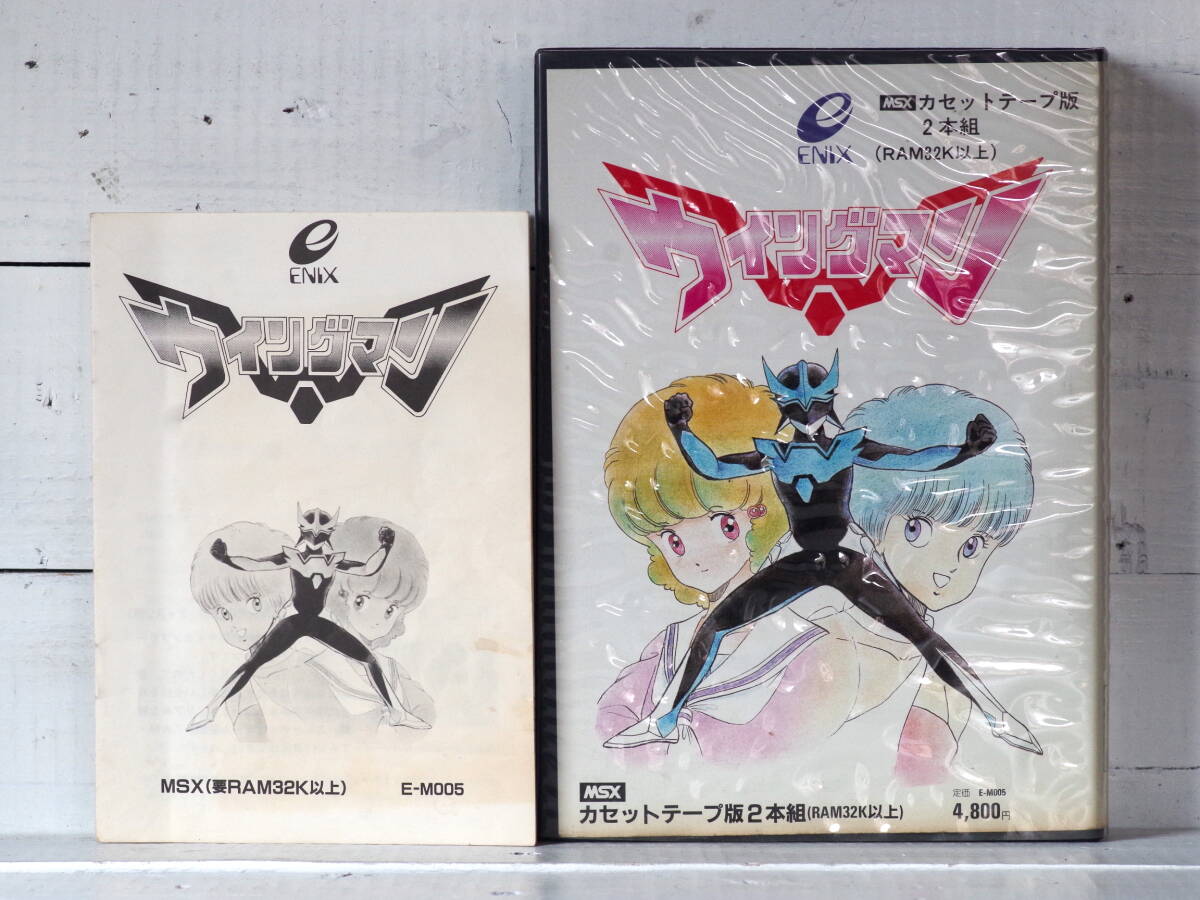 ENIX
ウイングマン
MSX(要RAM32K以上) E-M005
ENIX
MSX カセットテープ版
2本組
(RAM32K以上)
ウイングマン
MSX
カセットテープ版2本組(RAM32K以上)
定価 E-M005
4,800円